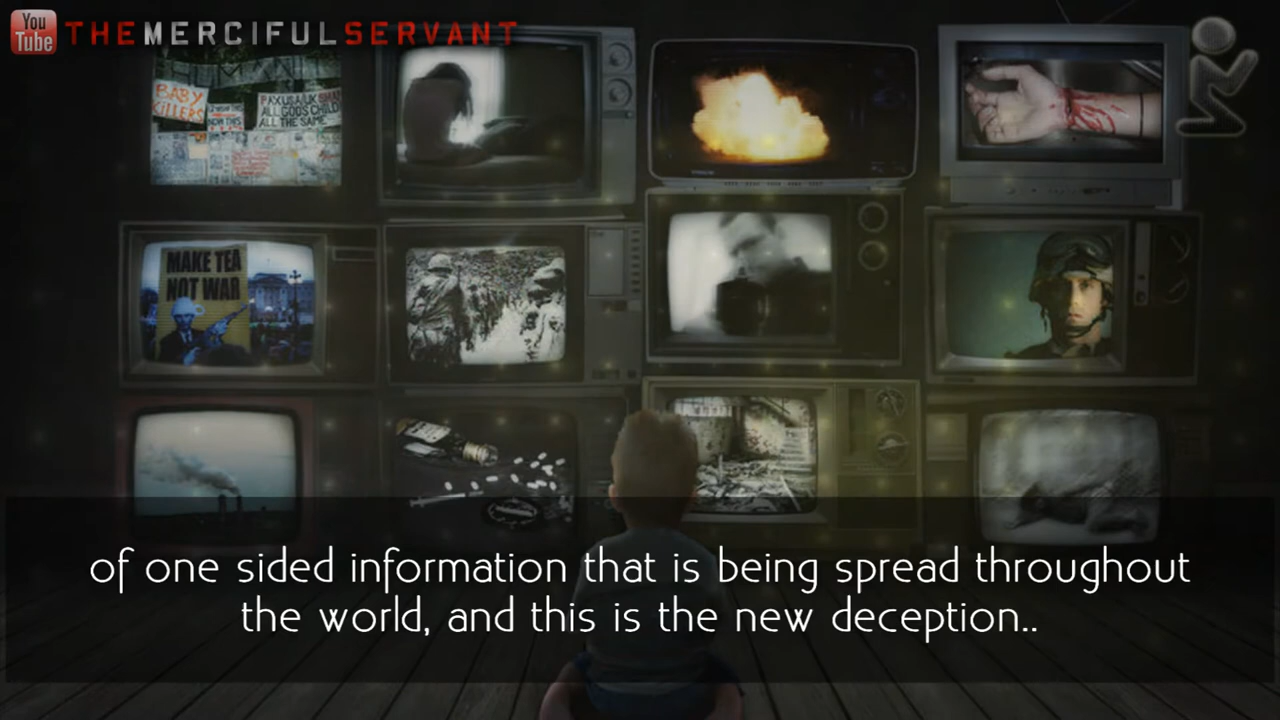 You
Tube
THEMERCIFULSERVANT
BABY
KILLERS
ALL GODS CHILD
ALL THE SAME
MAKE TEA
NOT WAR
of one sided information that is being spread throughout
the world, and this is the new deception..